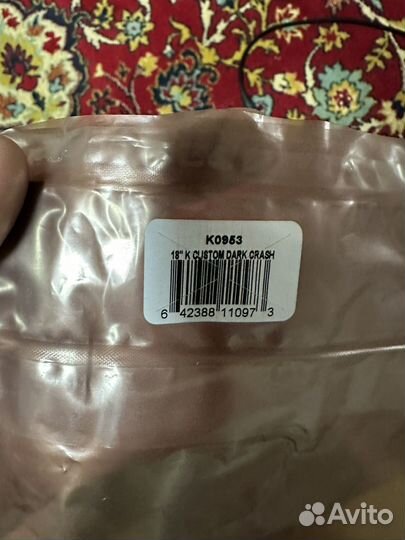 K0953
18" K CUSTOM DARK CRASH
6 42388 11097 3
Avito